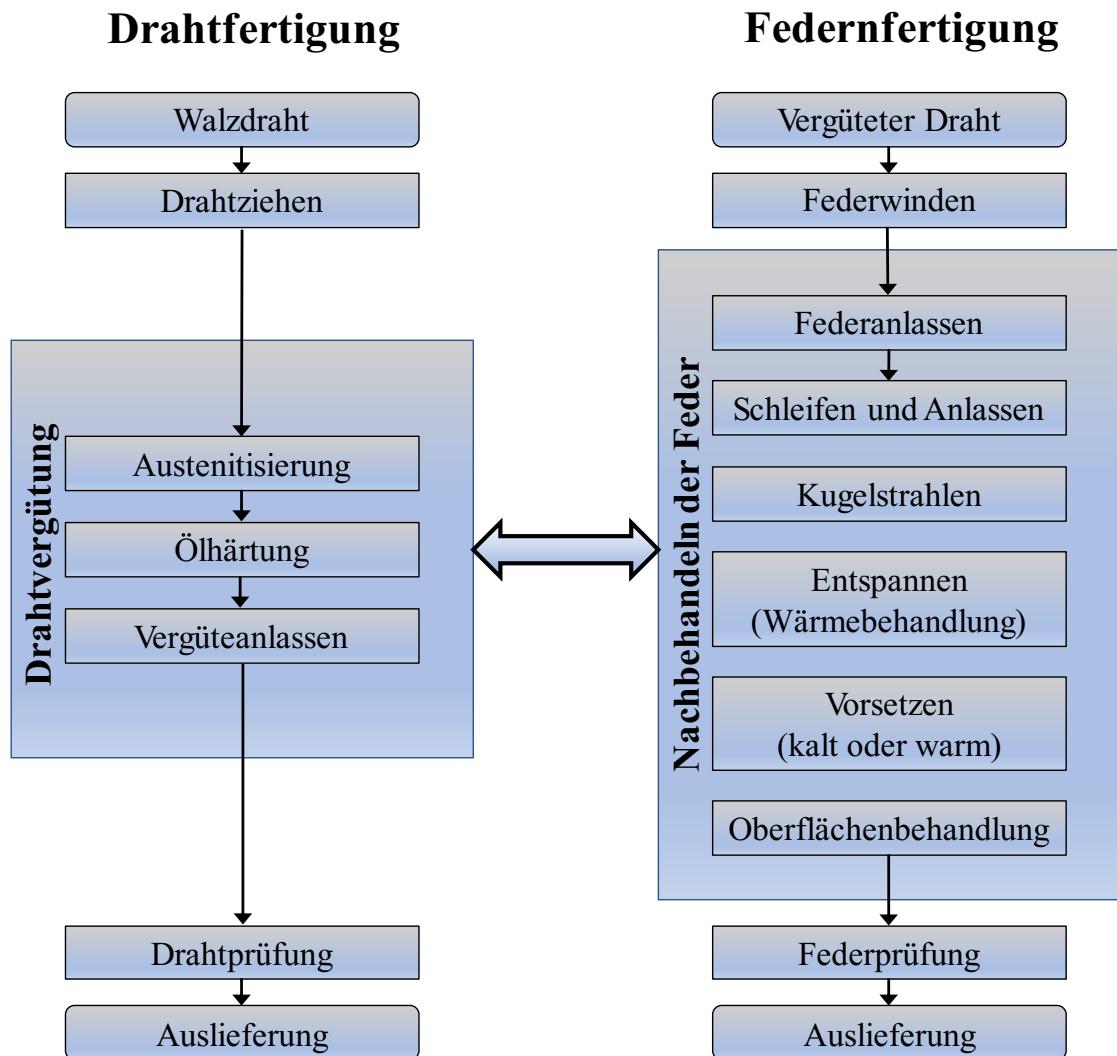 Drahtfertigung
Walzdraht
Drahtziehen
Drahtvergütung
Austenitisierung
Ölhärtung
Vergüteanlassen
Drahtprüfung
Auslieferung
Federnfertigung
Vergüteter Draht
Federwinden
Nachbehandeln der Feder
Federanlassen
Schleifen und Anlassen
Kugelstrahlen
Entspannen
(Wärmebehandlung)
Vorsetzen
(kalt oder warm)
Oberflächenbehandlung
Federprüfung
Auslieferung